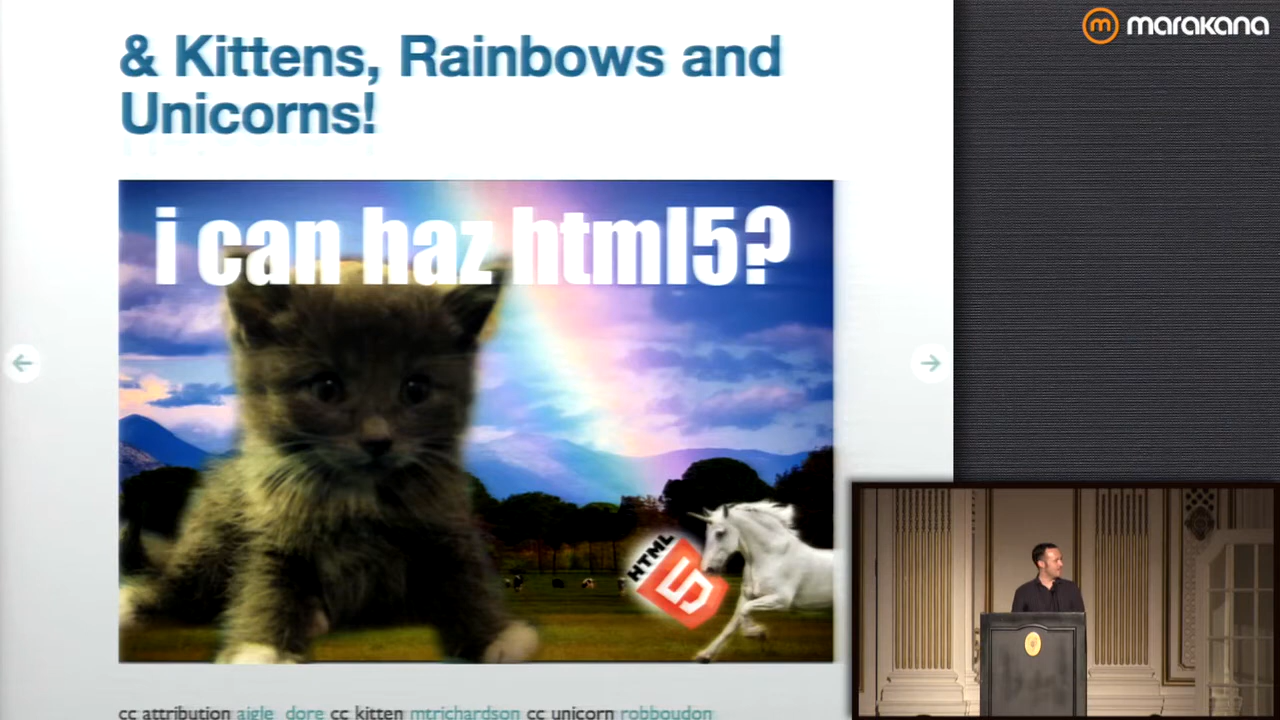 & Kittens, Rainbows and
Unicorns!
marakana
i can haz html5?
HTML
5
cc attribution aigle_dore cc kitten mtrichardson cc unicorn robboudon